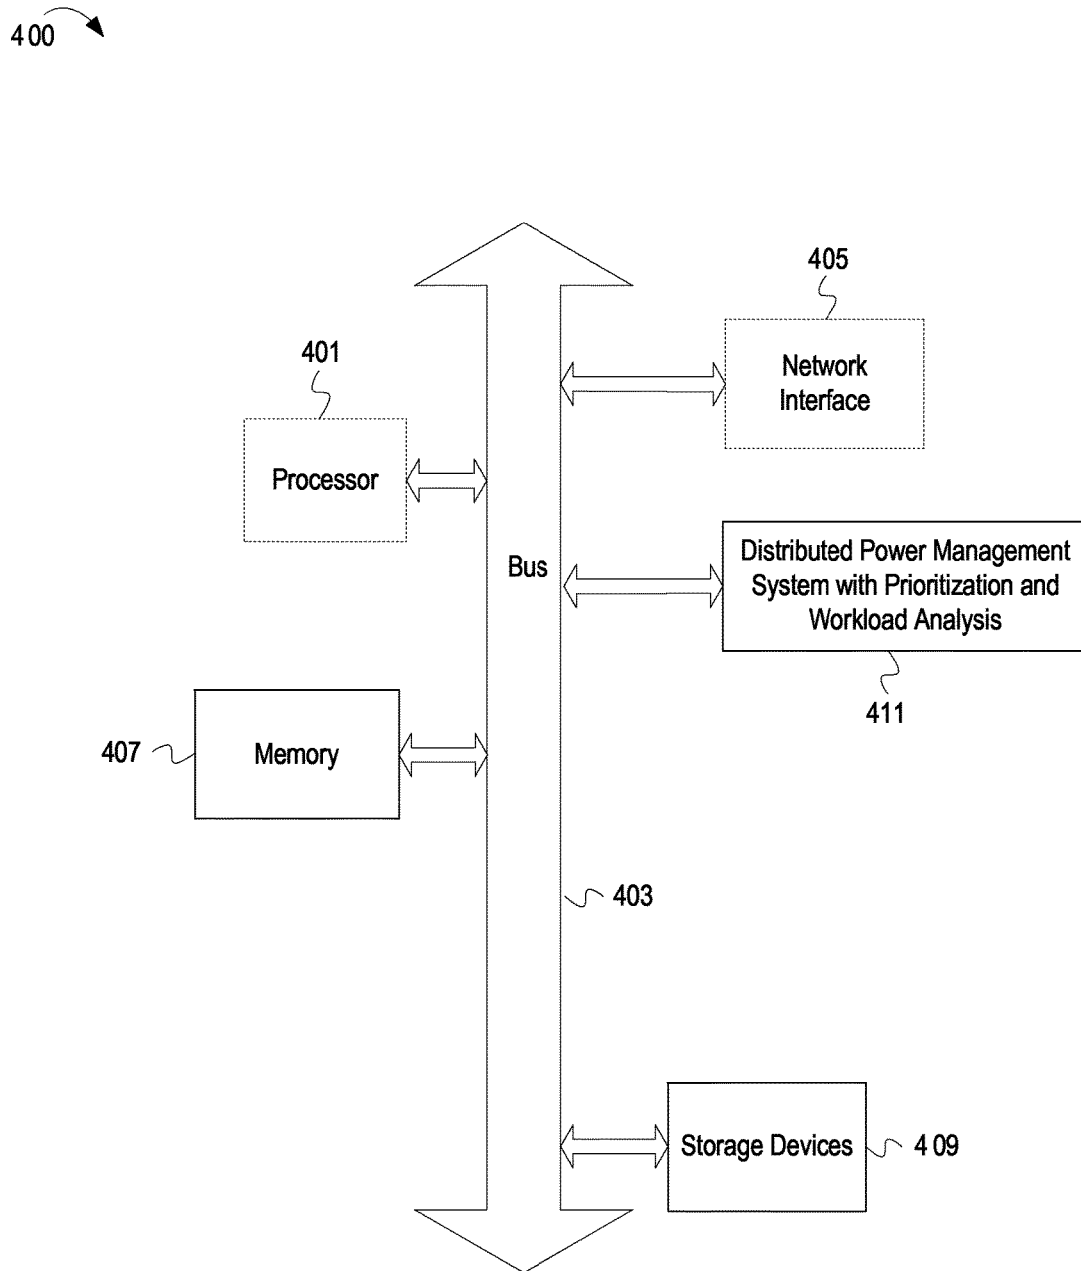 400
405
Network
Interface
401
Processor
Bus
Distributed Power Management
System with Prioritization and
Workload Analysis
411
407
Memory
403
Storage Devices
409